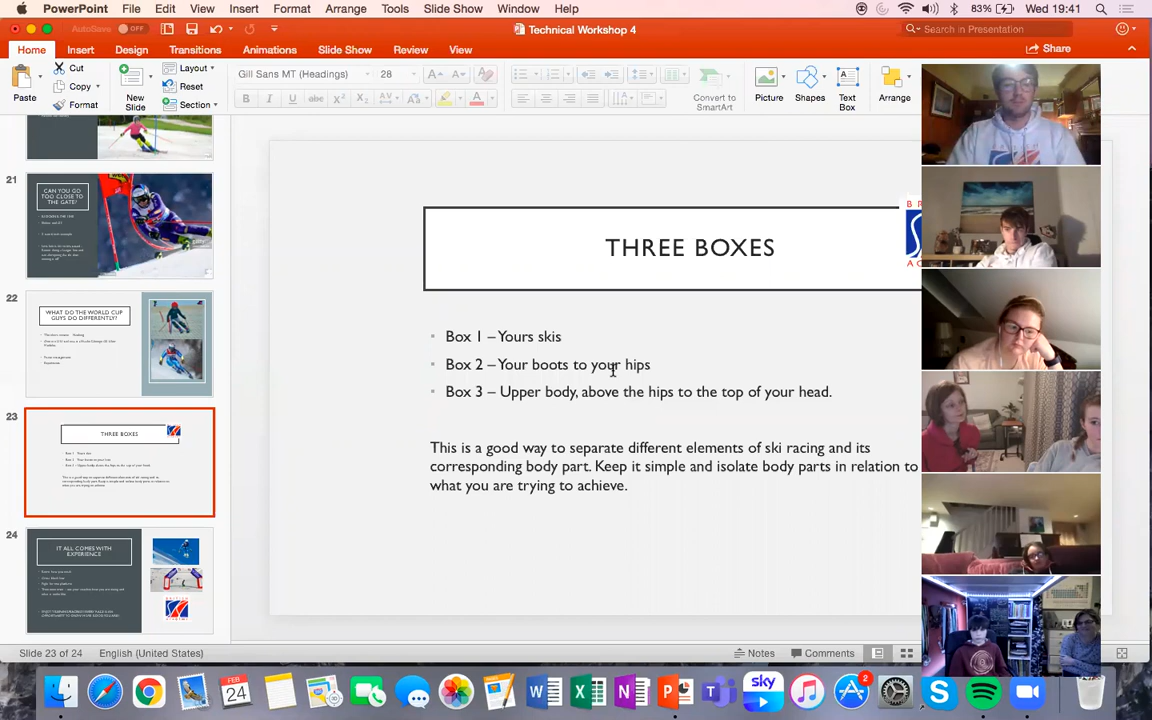 PowerPoint File Edit View Insert Format Arrange Tools Slide Show Window Help 83% Wed 19:41
AutoSave OFF Technical Workshop 4 Search in Presentation
Home Insert Design Transitions Animations Slide Show Review View Share
Paste Cut Copy Format New Slide Layout Reset Section Gill Sans MT (Headings) 28 Convert to SmartArt Picture Shapes Text Box Arrange
21
CAN YOU GO
TOO CLOSE TO
THE GATE?
22
WHAT DO THE WORLD CUP
GUYS DO DIFFERENTLY?
23
THREE BOXES
24
IT ALL COMES WITH
EXPERIENCE
THREE BOXES
Box 1 – Yours skis
Box 2 – Your boots to your hips
Box 3 – Upper body, above the hips to the top of your head.
This is a good way to separate different elements of ski racing and its
corresponding body part. Keep it simple and isolate body parts in relation to
what you are trying to achieve.
Slide 23 of 24 English (United States) Notes Comments
FEB
24
sky
2